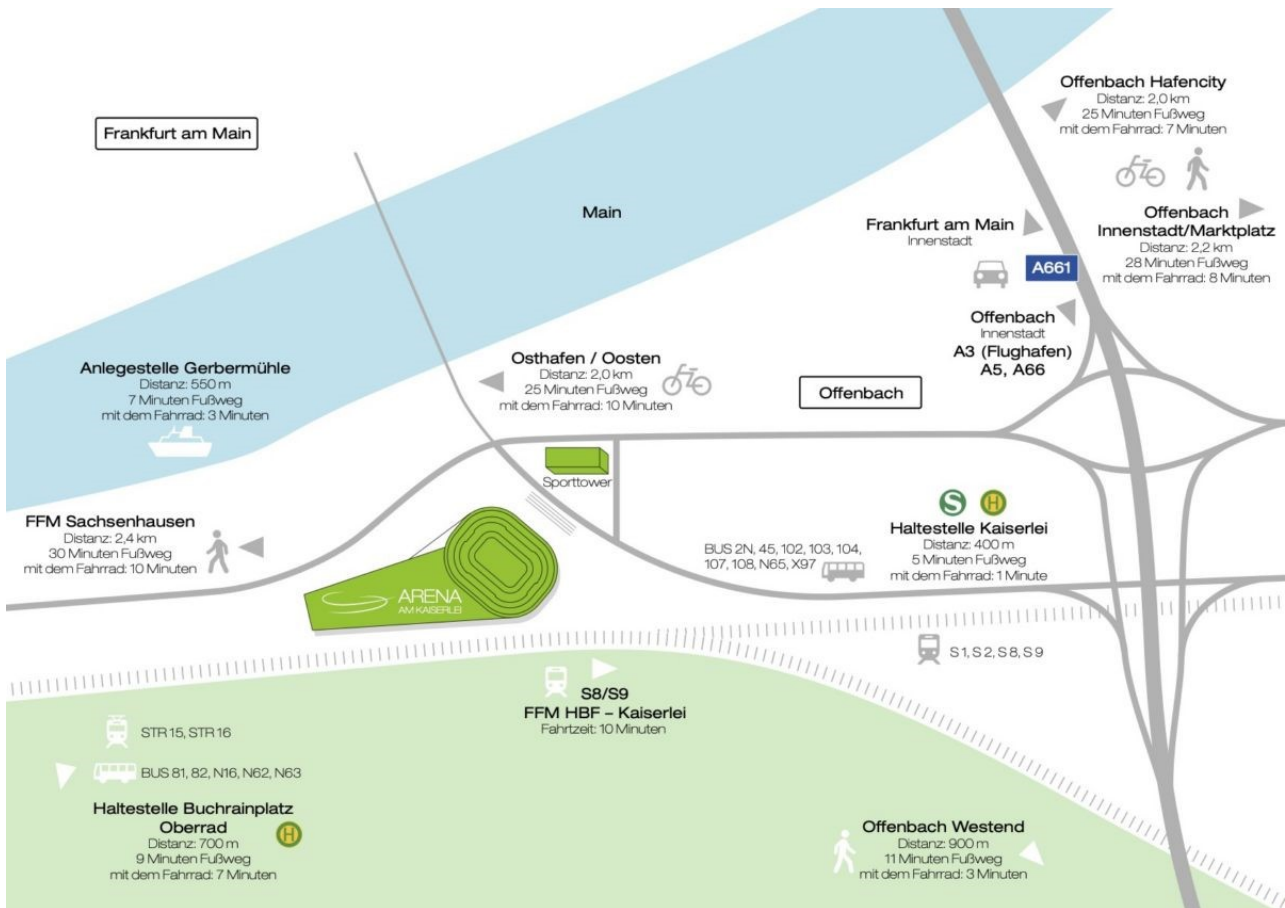 Frankfurt am Main
Main
Offenbach Hafencity
Distanz: 2,0 km
25 Minuten Fußweg
mit dem Fahrrad: 7 Minuten
Offenbach
Innenstadt/Marktplatz
Distanz: 2,2 km
28 Minuten Fußweg
mit dem Fahrrad: 8 Minuten
Frankfurt am Main
Innenstadt
A661
Offenbach
Innenstadt
A3 (Flughafen)
A5, A66
Anlegestelle Gerbermühle
Distanz: 550 m
7 Minuten Fußweg
mit dem Fahrrad: 3 Minuten
Osthafen / Oosten
Distanz: 2,0 km
25 Minuten Fußweg
mit dem Fahrrad: 10 Minuten
Offenbach
Sporttower
FFM Sachsenhausen
Distanz: 2,4 km
30 Minuten Fußweg
mit dem Fahrrad: 10 Minuten
ARENA
AM KAISERLEI
BUS 2N, 45, 102, 103, 104,
107, 108, N65, X97
S H
Haltestelle Kaiserlei
Distanz: 400 m
5 Minuten Fußweg
mit dem Fahrrad: 1 Minute
S1, S2, S8, S9
S8/S9
FFM HBF – Kaiserlei
Fahrtzeit: 10 Minuten
STR 15, STR 16
BUS 81, 82, N16, N62, N63
Haltestelle Buchrainplatz
Oberrad H
Distanz: 700 m
9 Minuten Fußweg
mit dem Fahrrad: 7 Minuten
Offenbach Westend
Distanz: 900 m
11 Minuten Fußweg
mit dem Fahrrad: 3 Minuten